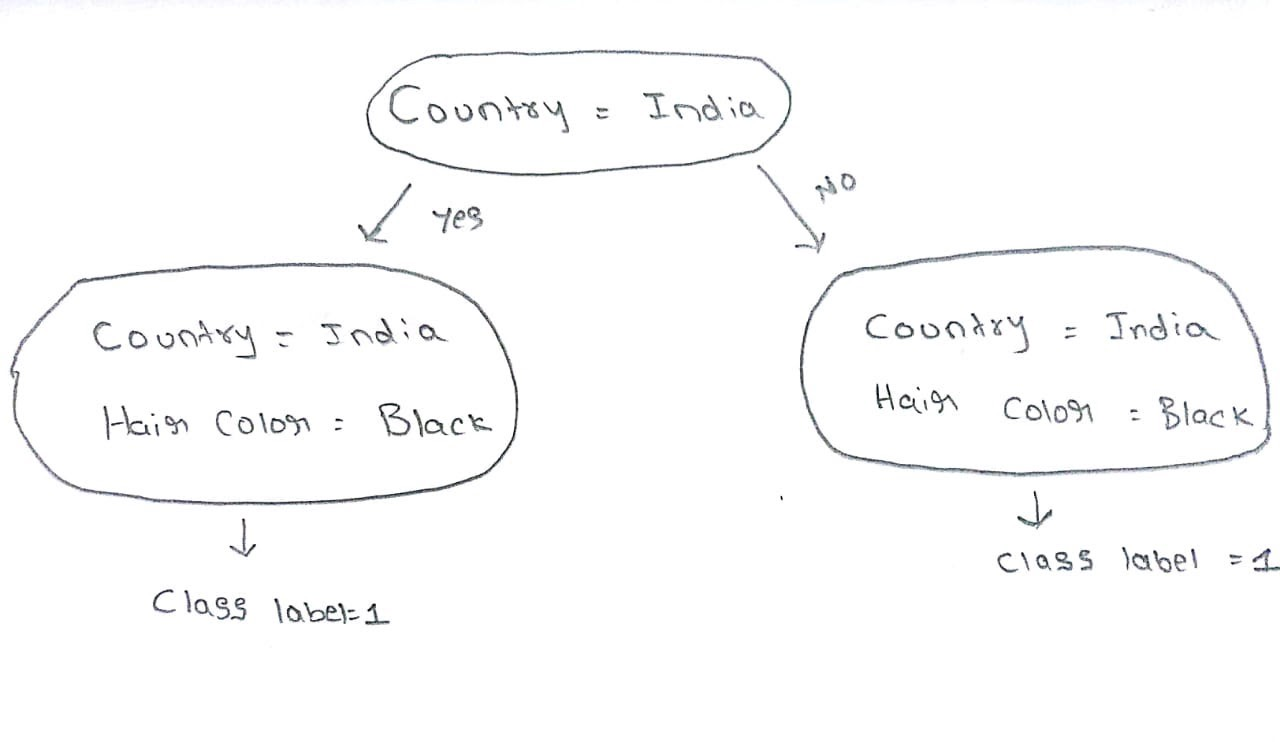 Country = India
Yes
NO
Country = India
Hair Color = Black
Country = India
Hair Color = Black
Class label=1
Class label =1